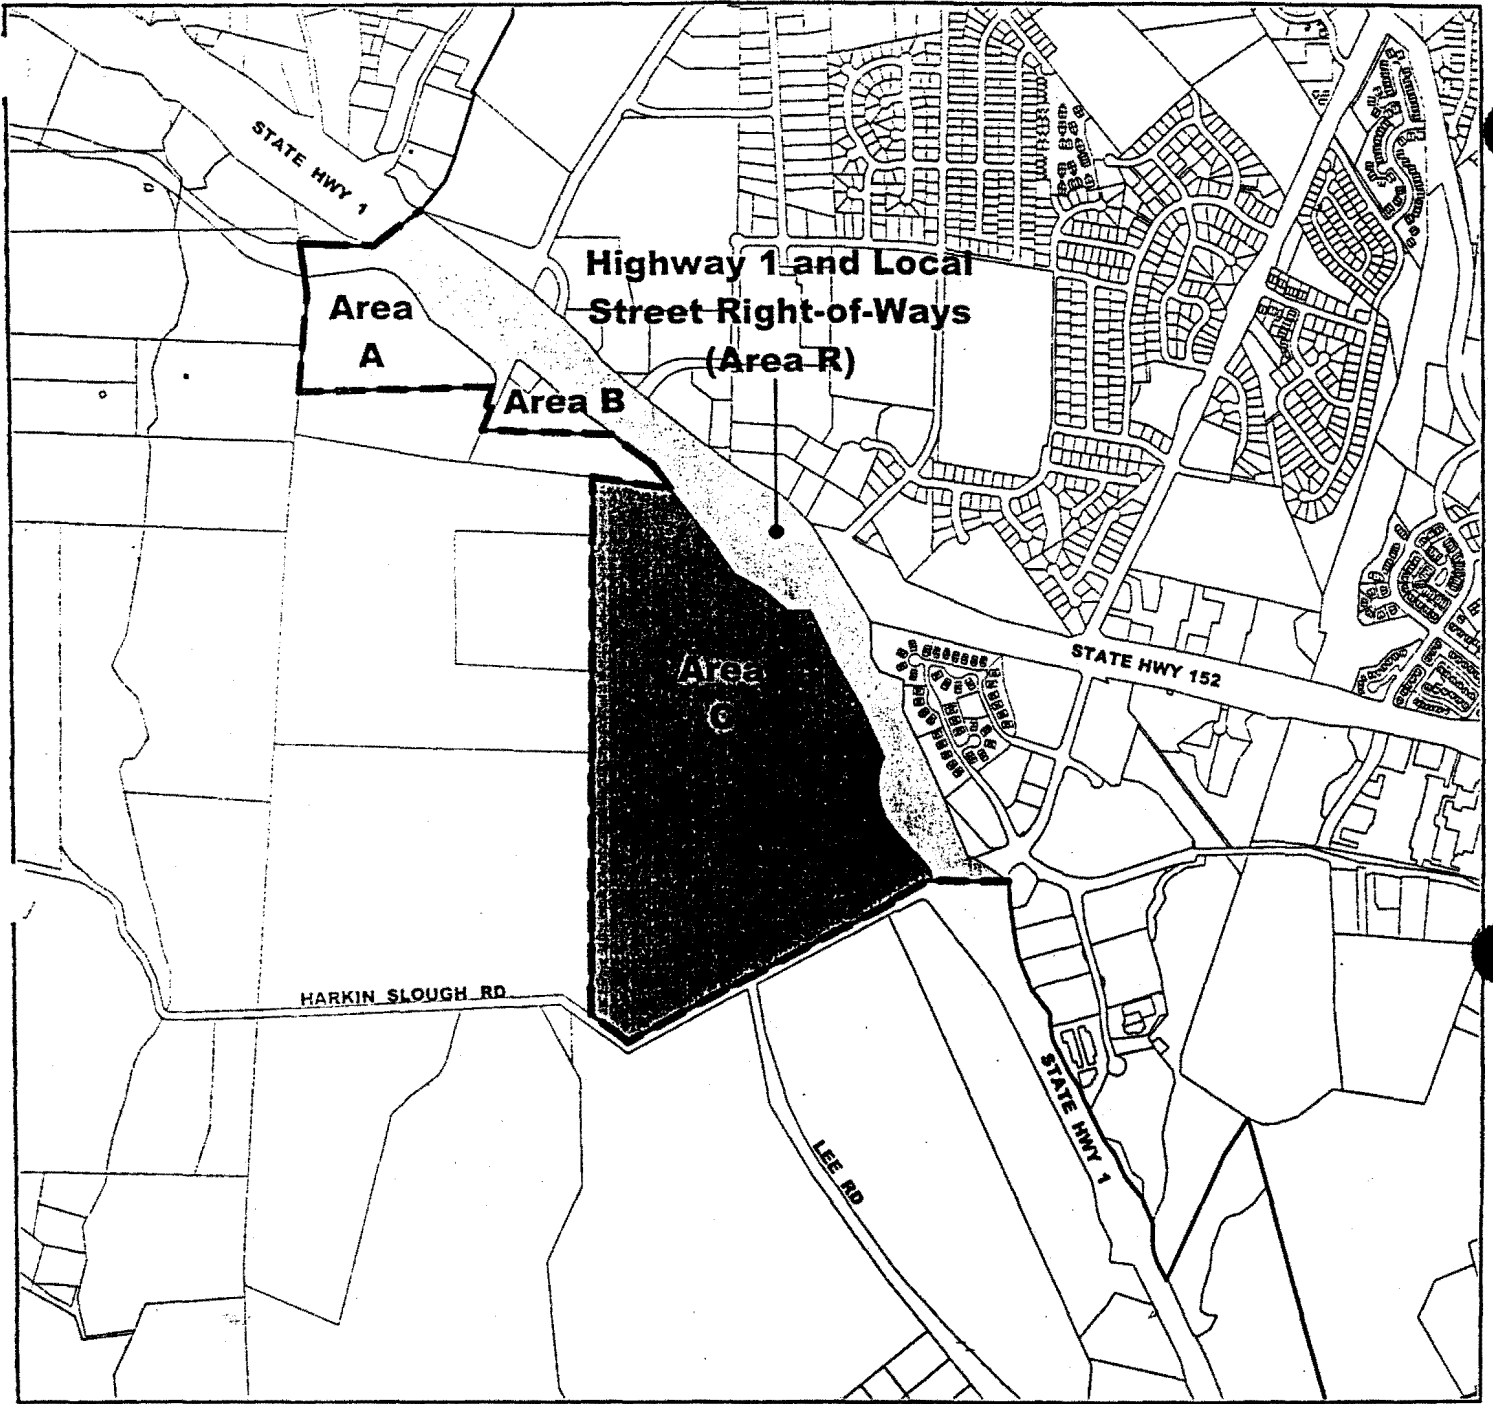 STATE HWY 1
Highway 1 and Local
Street Right-of-Ways
(Area R)
Area
A
Area B
Area
C
STATE HWY 152
HARKIN SLOUGH RD
STATE HWY 1
LEE RD